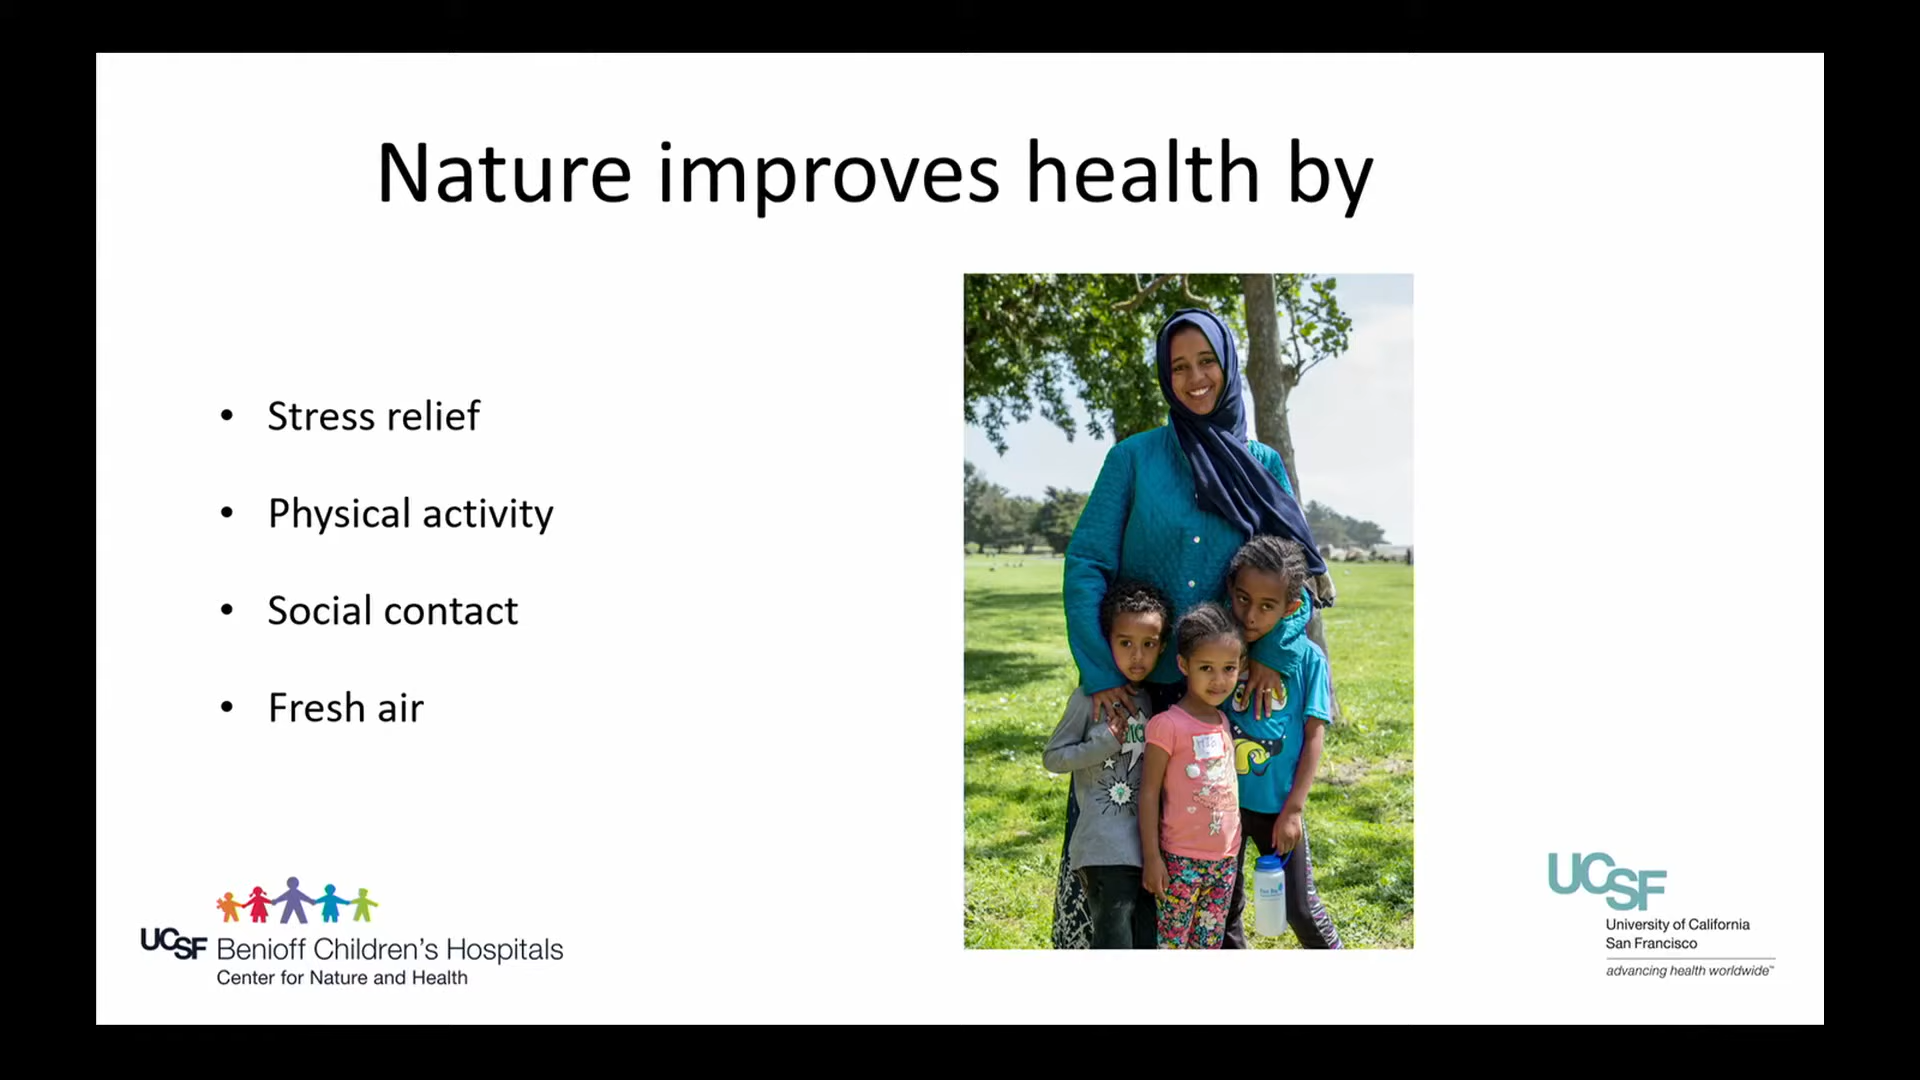 Nature improves health by
• Stress relief
• Physical activity
• Social contact
• Fresh air
UCSF Benioff Children's Hospitals
Center for Nature and Health
UCSF
University of California
San Francisco
advancing health worldwide™